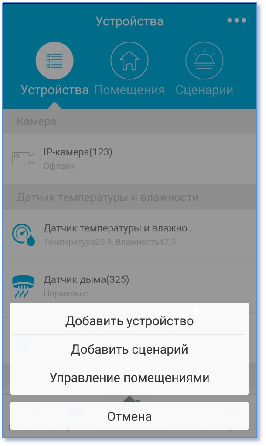 Устройства
Устройства Помещения Сценарии
Камера
IP-камера(123)
Офлайн
Датчик температуры и влажности
Датчик температуры и влажно...
Температура25.9, Влажность47.5
Датчик дыма(325)
Нормально
Добавить устройство
Добавить сценарий
Управление помещениями
Отмена